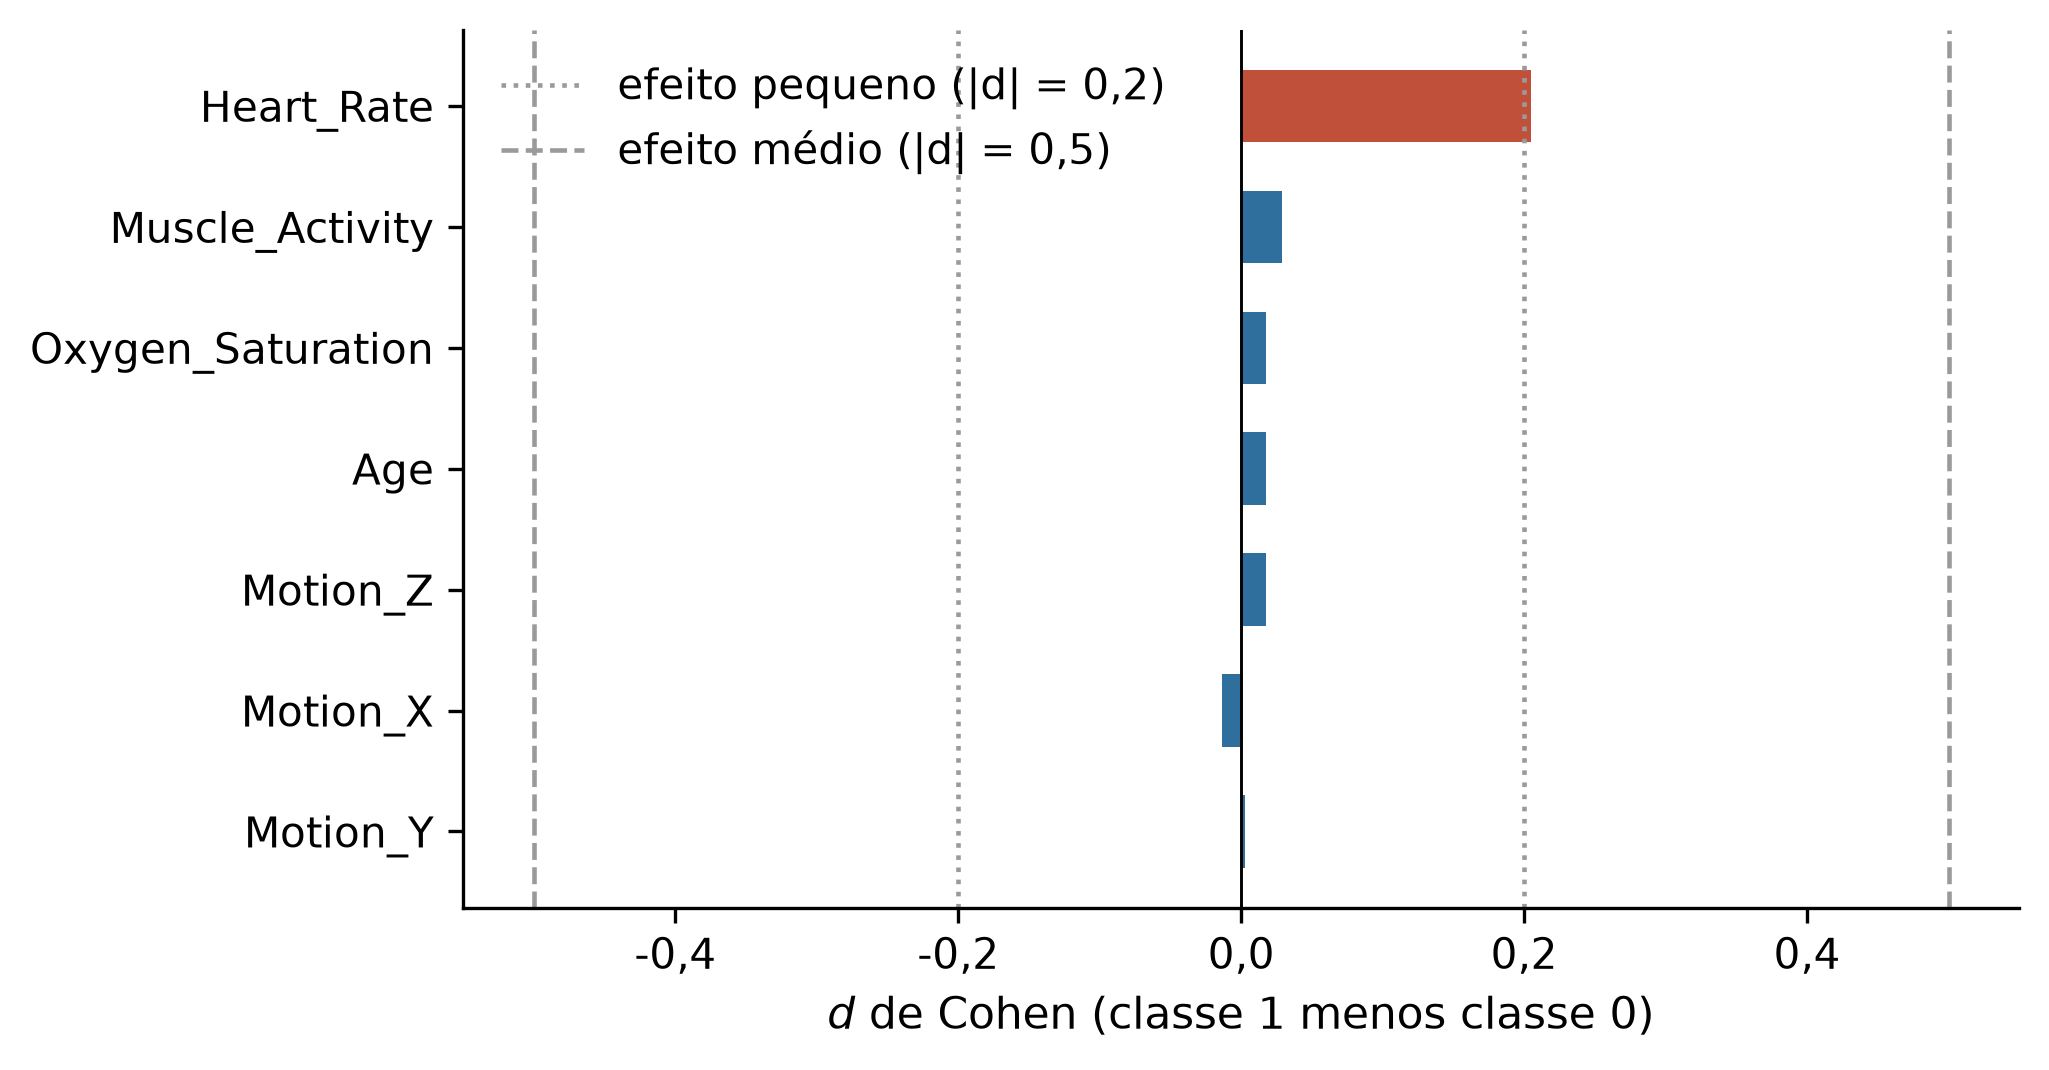 efeito pequeno (|d| = 0,2)
efeito médio (|d| = 0,5)
Heart_Rate
Muscle_Activity
Oxygen_Saturation
Age
Motion_Z
Motion_X
Motion_Y
-0,4 -0,2 0,0 0,2 0,4
d de Cohen (classe 1 menos classe 0)